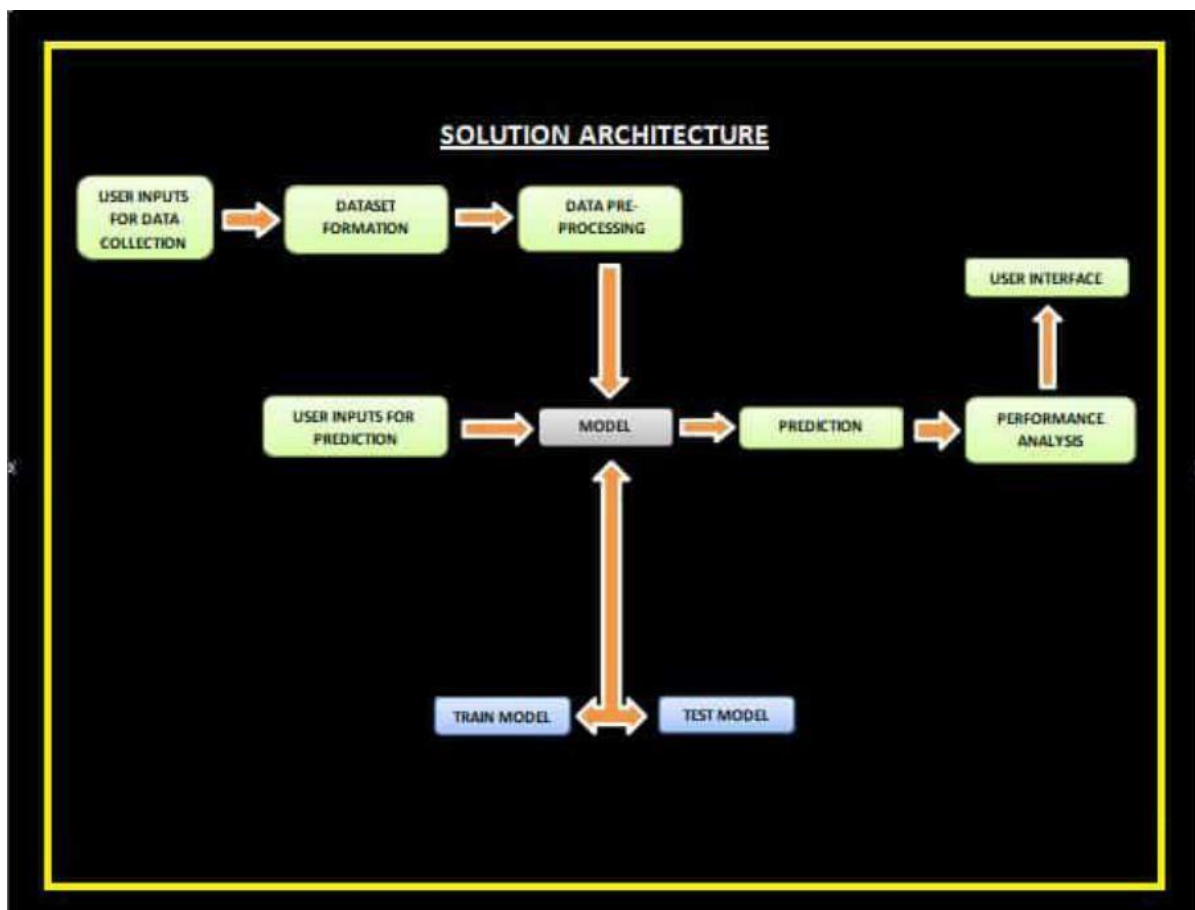 SOLUTION ARCHITECTURE
USER INPUTS
FOR DATA
COLLECTION
DATASET
FORMATION
DATA PRE-
PROCESSING
USER INTERFACE
USER INPUTS FOR
PREDICTION
MODEL
PREDICTION
PERFORMANCE
ANALYSIS
TRAIN MODEL
TEST MODEL